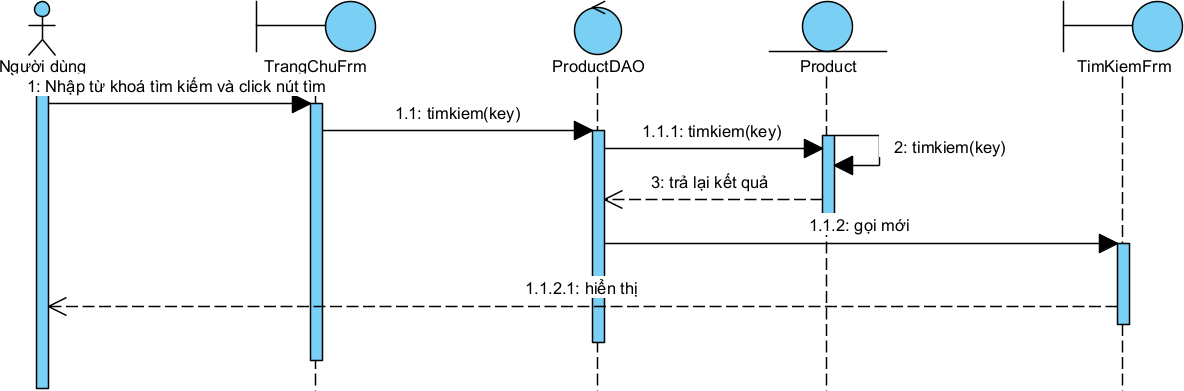 Người dùng
TrangChuFrm
ProductDAO
Product
TimKiemFrm
1: Nhập từ khoá tìm kiếm và click nút tìm
1.1: timkiem(key)
1.1.1: timkiem(key)
2: timkiem(key)
3: trả lại kết quả
1.1.2: gọi mới
1.1.2.1: hiển thị